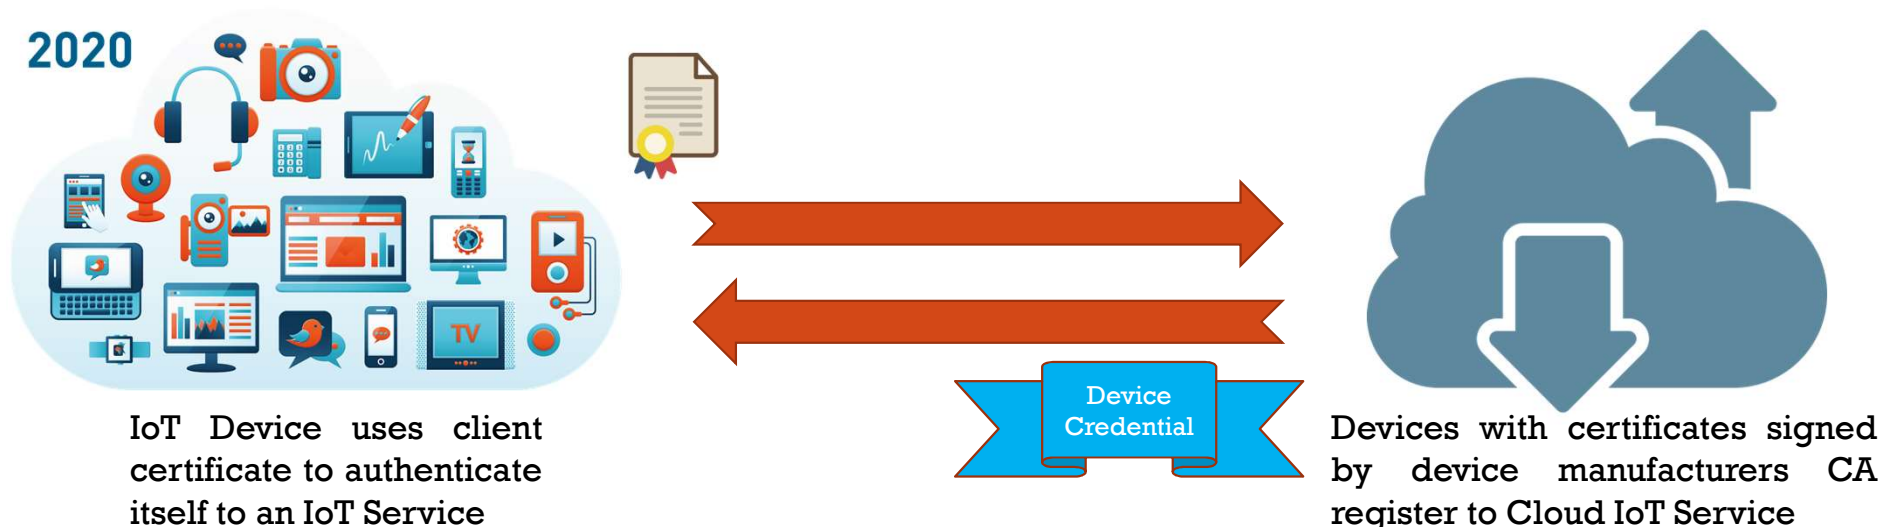 2020
TV
Device
Credential
IoT Device uses client
certificate to authenticate
itself to an IoT Service
Devices with certificates signed
by device manufacturers CA
register to Cloud IoT Service